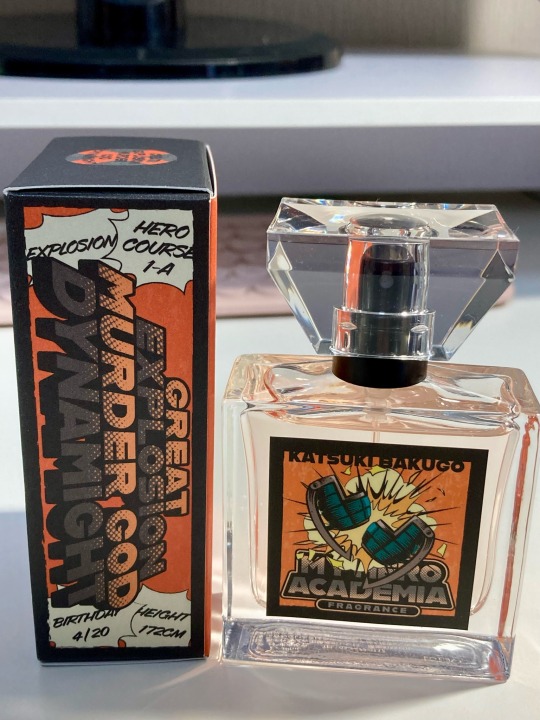 EXPLOSION
HERO
COURSE
1-A
GREAT
EXPLOSION
MURDER GOD
DYNAMIGHT
BIRTHDAY
4/20
HEIGHT
172CM
KATSUKI BAKUGO
MY HERO
ACADEMIA
FRAGRANCE